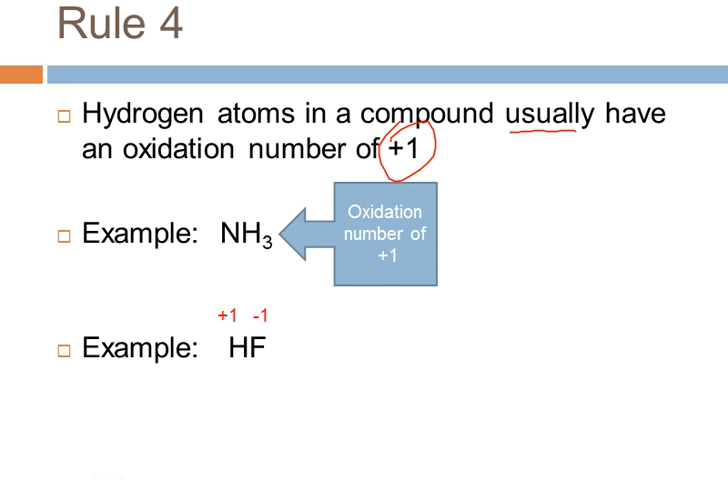 Rule 4
Hydrogen atoms in a compound usually have
an oxidation number of +1
Example: NH₃
Oxidation
number of
+1
+1 -1
Example: HF